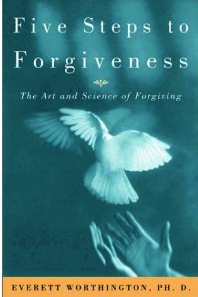 Five Steps to
Forgiveness
The Art and Science of Forgiving
EVERETT WORTHINGTON, PH. D.